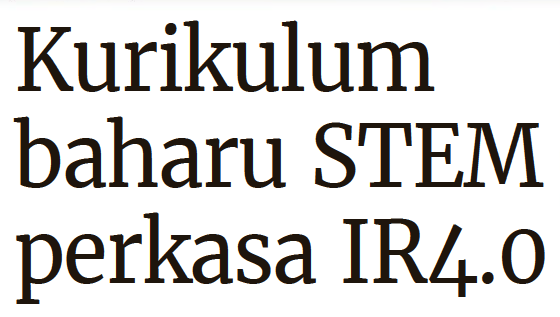 Kurikulum
baharu STEM
perkasa IR4.0